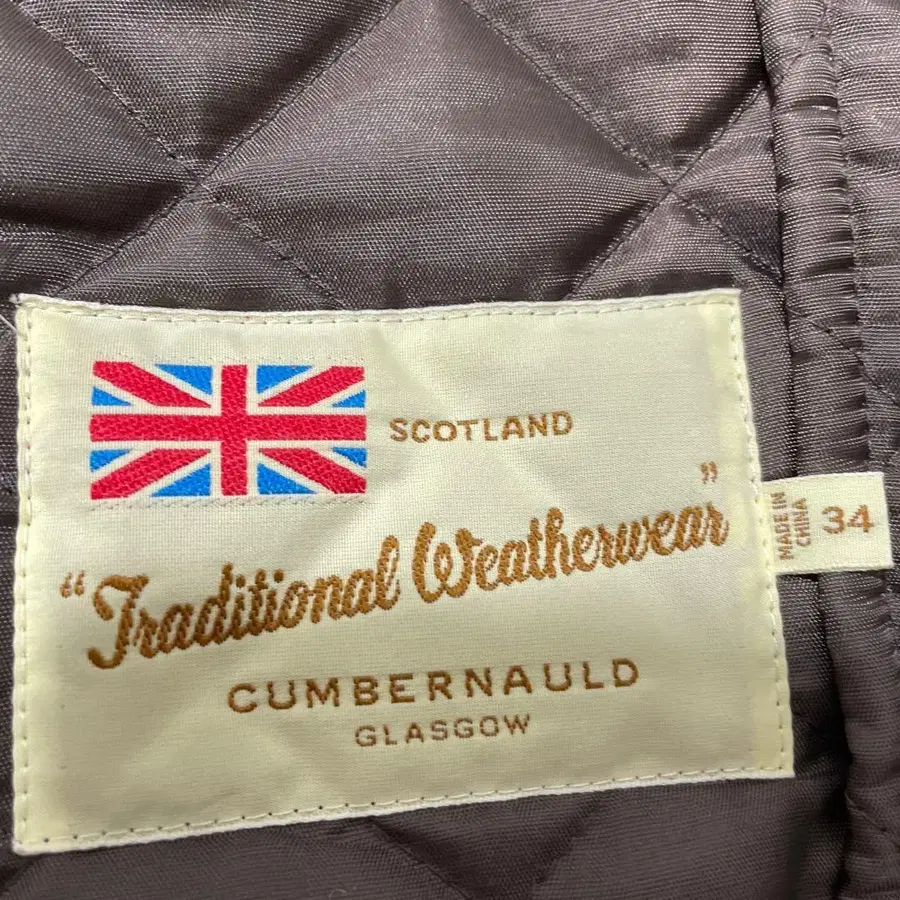 SCOTLAND
"Traditional Weatherwear"
CUMBERNAULD
GLASGOW
MADE IN
CHINA
34